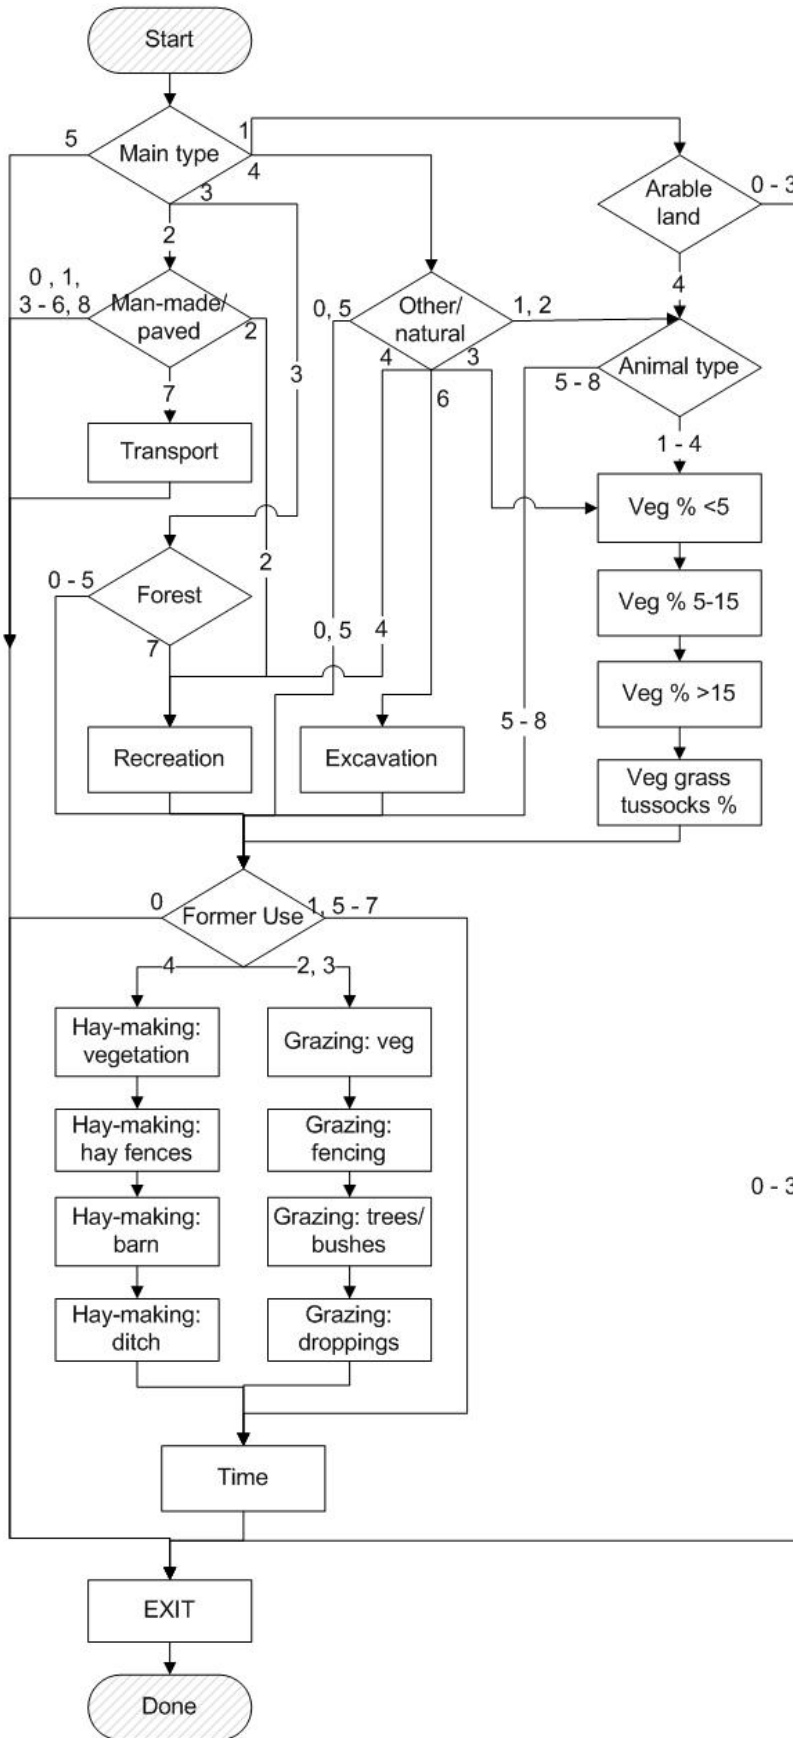 Start
5
Main type
1
4
3
2
Arable
land
0 - 3
4
0 , 1,
3 - 6, 8
Man-made/
paved
2
7
3
0, 5
Other/
natural
1, 2
4
3
6
Animal type
5 - 8
1 - 4
Transport
Veg % <5
0 - 5
Forest
7
2
0, 5
4
Veg % 5-15
Veg % >15
5 - 8
Recreation
Excavation
Veg grass
tussocks %
0
Former Use
1, 5 - 7
4
2, 3
Hay-making:
vegetation
Grazing: veg
Hay-making:
hay fences
Grazing:
fencing
0 - 3
Hay-making:
barn
Grazing: trees/
bushes
Hay-making:
ditch
Grazing:
droppings
Time
EXIT
Done